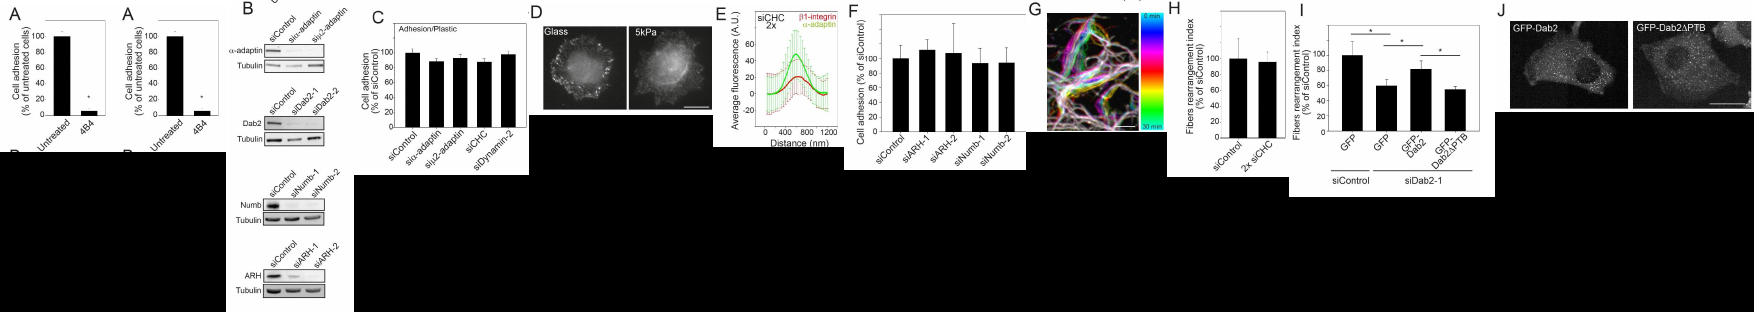 A
Cell adhesion
(% of untreated cells)
100
80
60
40
20
0
*
Untreated
4B4
A
Cell adhesion
(% of untreated cells)
100
80
60
40
20
0
*
Untreated
4B4
B
siControl
siα-adaptin
siμ2-adaptin
α-adaptin
Tubulin
siControl
siDab2-1
siDab2-2
Dab2
Tubulin
siControl
siNumb-1
siNumb-2
Numb
Tubulin
siControl
siARH-1
siARH-2
ARH
Tubulin
C
Adhesion/Plastic
Cell adhesion
(% of siControl)
100
80
60
40
20
0
siControl
siα-adaptin
siμ2-adaptin
siCHC
siDynamin-2
D
Glass
5kPa
E
siCHC
2x
β1-integrin
α-adaptin
Average fluorescence (A.U.)
60
40
20
0
0
400
800
1200
Distance (nm)
F
Cell adhesion (% of siControl)
100
80
60
40
20
0
siControl
siARH-1
siARH-2
siNumb-1
siNumb-2
G
0 min
30 min
H
Fibers rearrangement index
(% of siControl)
100
80
60
40
20
0
siControl
2x siCHC
I
Fibers rearrangement index
(% of siControl)
100
80
60
40
20
0
*
*
*
GFP
GFP
GFP-
Dab2
GFP-
Dab2ΔPTB
siControl
siDab2-1
J
GFP-Dab2
GFP-Dab2ΔPTB